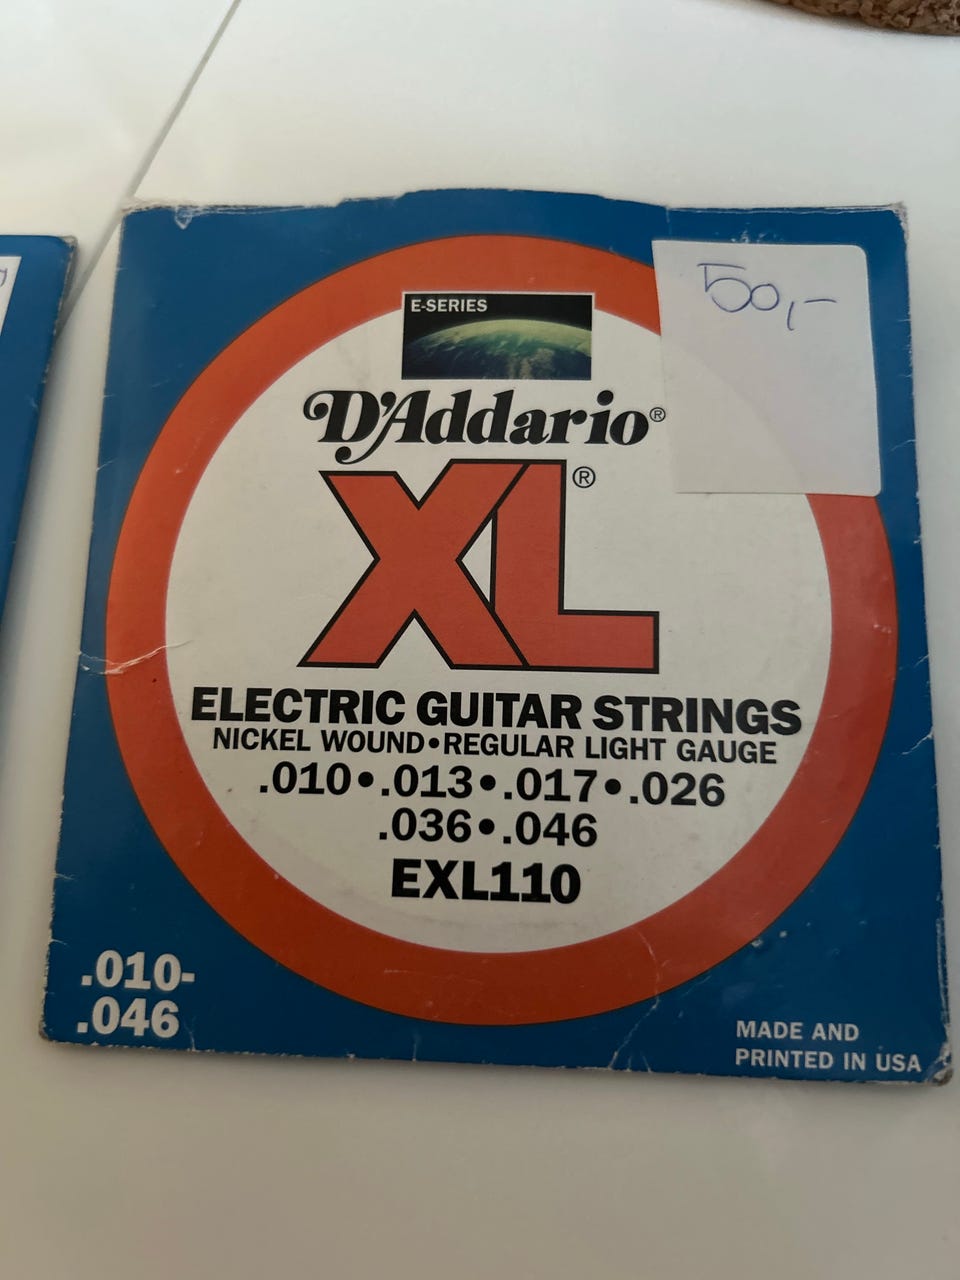 50,-
E-SERIES
D'Addario®
XL®
ELECTRIC GUITAR STRINGS
NICKEL WOUND•REGULAR LIGHT GAUGE
.010•.013•.017•.026
.036•.046
EXL110
.010-
.046
MADE AND
PRINTED IN USA